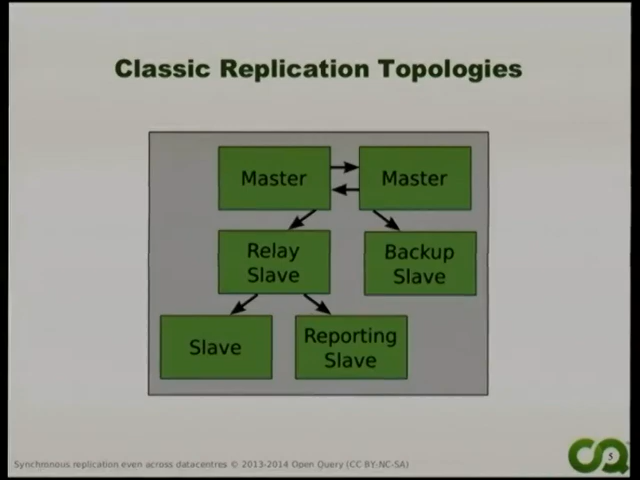 Classic Replication Topologies
Master
Master
Relay
Slave
Backup
Slave
Slave
Reporting
Slave
Synchronous replication even across datacentres © 2013-2014 Open Query (CC BY-NC-SA)
5